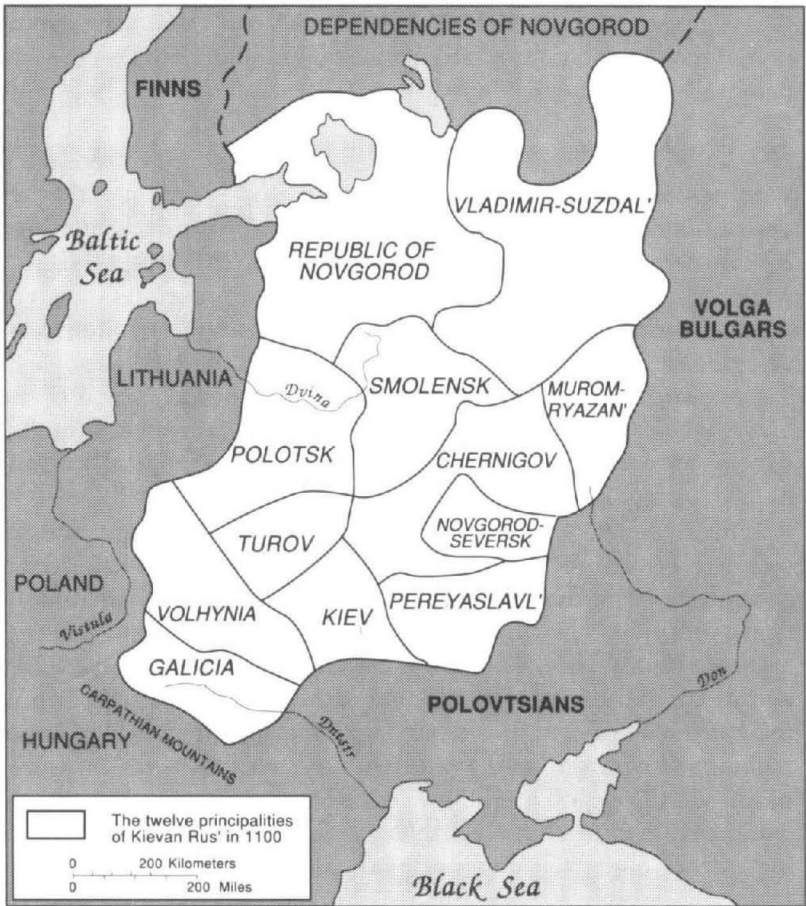 DEPENDENCIES OF NOVGOROD
FINNS
VLADIMIR-SUZDAL'
Baltic
Sea
REPUBLIC OF
NOVGOROD
VOLGA
BULGARS
LITHUANIA
Dvina
SMOLENSK
MUROM-
RYAZAN'
POLOTSK
CHERNIGOV
NOVGOROD-
SEVERSK
TUROV
POLAND
Vistula
VOLHYNIA
KIEV
PEREYASLAVL'
GALICIA
Don
CARPATHIAN MOUNTAINS
POLOVTSIANS
HUNGARY
Dnestr
The twelve principalities
of Kievan Rus' in 1100
0 200 Kilometers
0 200 Miles
Black Sea